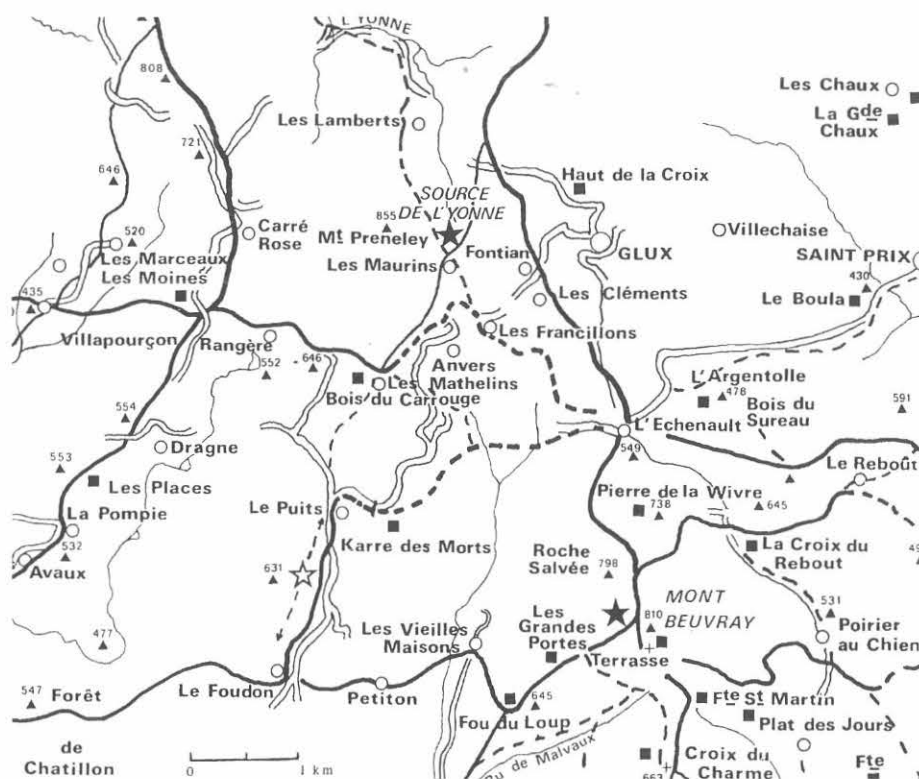 L'YONNE
808
Les Chaux
La Gde
Chaux
Les Lamberts
721
646
Haut de la Croix
SOURCE
DE L'YONNE
855
Carré
Rose
Mt Preneley
520
Villechaise
Fontian
GLUX
Les Marceaux
Les Maurins
SAINT PRIX
Les Moines
430
435
Les Cléments
Le Boula
Villapourçon
Rangère
Les Francillons
646
552
Anvers
Les Mathelins
Bois du Carrouge
L'Argentolle
478
Bois du
Sureau
591
554
L'Echenault
Dragne
549
553
Le Rebout
Les Places
Pierre de la Wivre
738
645
Le Puits
La Pompie
Karre des Morts
La Croix du
Rebout
532
Avaux
Roche
Salvée
798
631
MONT
BEUVRAY
Les
Grandes
Portes
810
531
477
Les Vieilles
Maisons
Poirier
au Chien
Terrasse
547
Forêt
Le Foudon
Petiton
645
Fte St Martin
Fou du Loup
Plat des Jours
de
Chatillon
0
1 km
Ru de Malvaux
Croix du
Charme
Fte